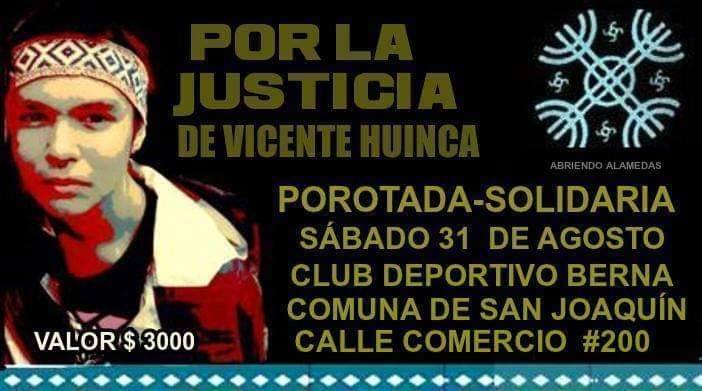 POR LA
JUSTICIA
DE VICENTE HUINCA
ABRIENDO ALAMEDAS
POROTADA-SOLIDARIA
SÁBADO 31 DE AGOSTO
CLUB DEPORTIVO BERNA
COMUNA DE SAN JOAQUÍN
CALLE COMERCIO #200
VALOR $ 3000